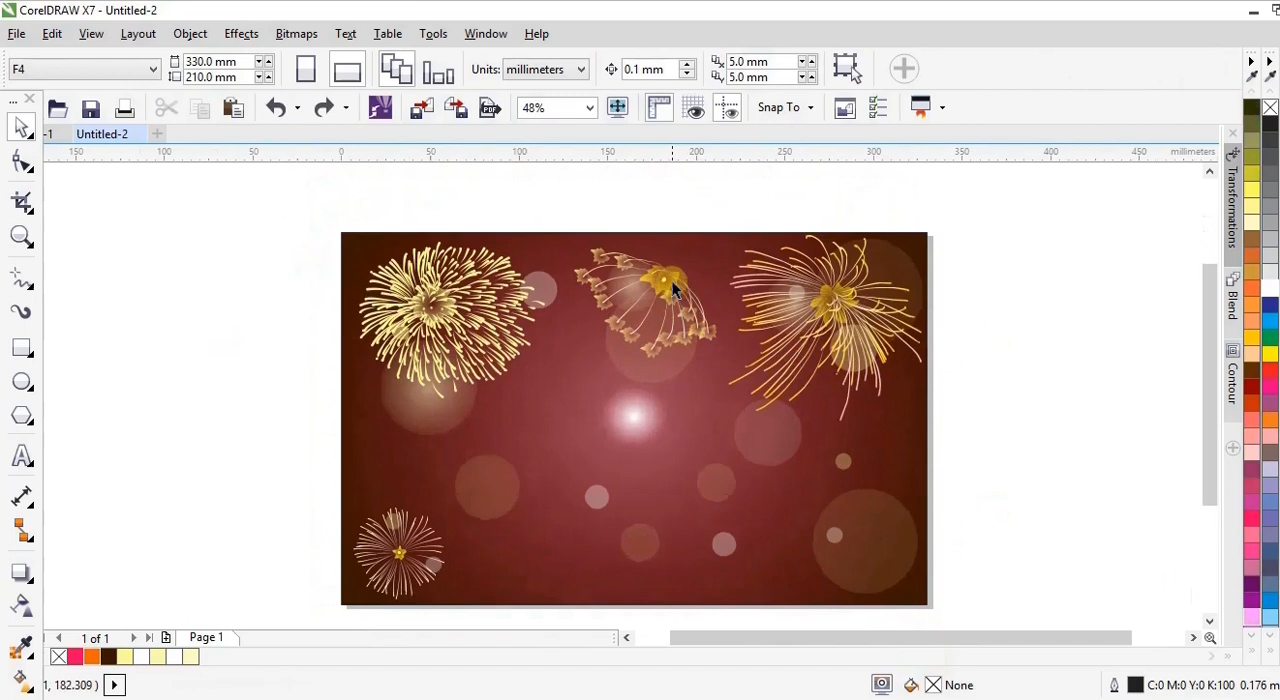 CorelDRAW X7 - Untitled-2
File Edit View Layout Object Effects Bitmaps Text Table Tools Window Help
F4 330.0 mm 210.0 mm Units: millimeters 0.1 mm 5.0 mm 5.0 mm
PDF 48% Snap To
-1 Untitled-2
150 100 50 0 50 100 150 200 250 300 350 400 450 millimeters
Transformations
Blend
Contour
1 of 1 Page 1
1, 182.309 ) None C:0 M:0 Y:0 K:100 0.176 m